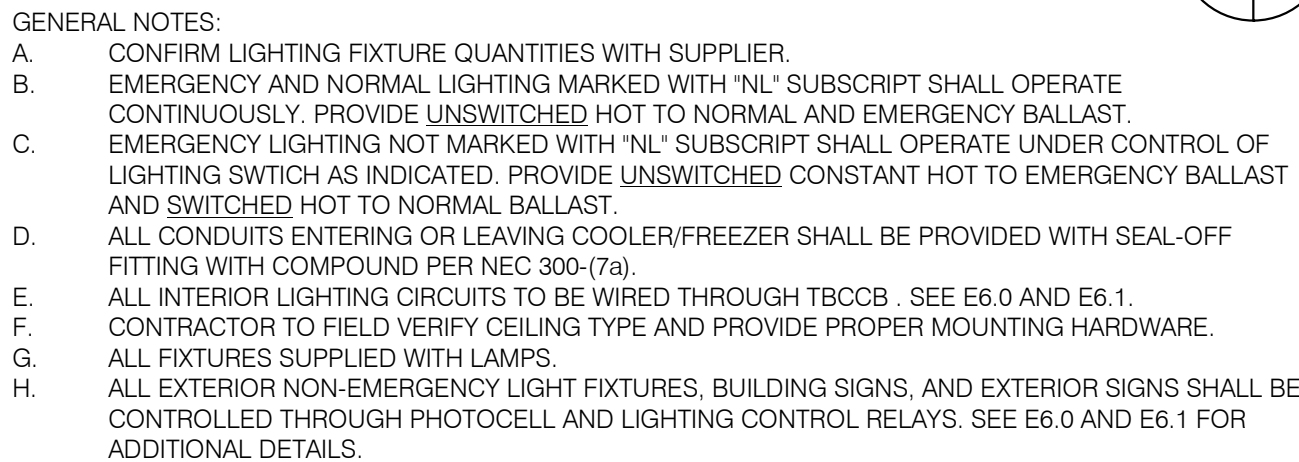 GENERAL NOTES:
A. CONFIRM LIGHTING FIXTURE QUANTITIES WITH SUPPLIER.
B. EMERGENCY AND NORMAL LIGHTING MARKED WITH "NL" SUBSCRIPT SHALL OPERATE
CONTINUOUSLY. PROVIDE UNSWITCHED HOT TO NORMAL AND EMERGENCY BALLAST.
C. EMERGENCY LIGHTING NOT MARKED WITH "NL" SUBSCRIPT SHALL OPERATE UNDER CONTROL OF
LIGHTING SWTICH AS INDICATED. PROVIDE UNSWITCHED CONSTANT HOT TO EMERGENCY BALLAST
AND SWITCHED HOT TO NORMAL BALLAST.
D. ALL CONDUITS ENTERING OR LEAVING COOLER/FREEZER SHALL BE PROVIDED WITH SEAL-OFF
FITTING WITH COMPOUND PER NEC 300-(7a).
E. ALL INTERIOR LIGHTING CIRCUITS TO BE WIRED THROUGH TBCCB . SEE E6.0 AND E6.1.
F. CONTRACTOR TO FIELD VERIFY CEILING TYPE AND PROVIDE PROPER MOUNTING HARDWARE.
G. ALL FIXTURES SUPPLIED WITH LAMPS.
H. ALL EXTERIOR NON-EMERGENCY LIGHT FIXTURES, BUILDING SIGNS, AND EXTERIOR SIGNS SHALL BE
CONTROLLED THROUGH PHOTOCELL AND LIGHTING CONTROL RELAYS. SEE E6.0 AND E6.1 FOR
ADDITIONAL DETAILS.